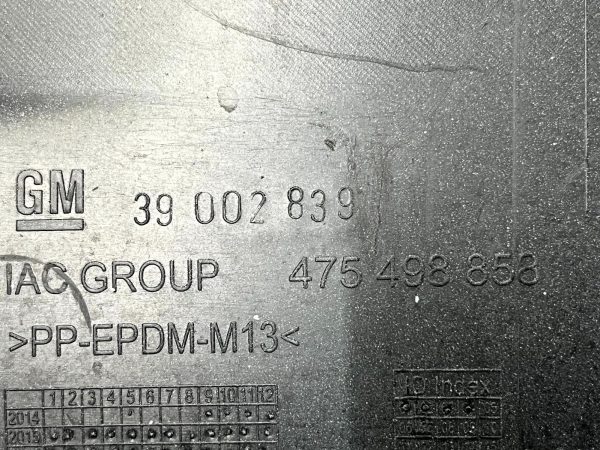 GM 39 002 839
IAC GROUP 475 498 858
>PP-EPDM-M13<
1 2 3 4 5 6 7 8 9 10 11 12
2014
2015
ID Index